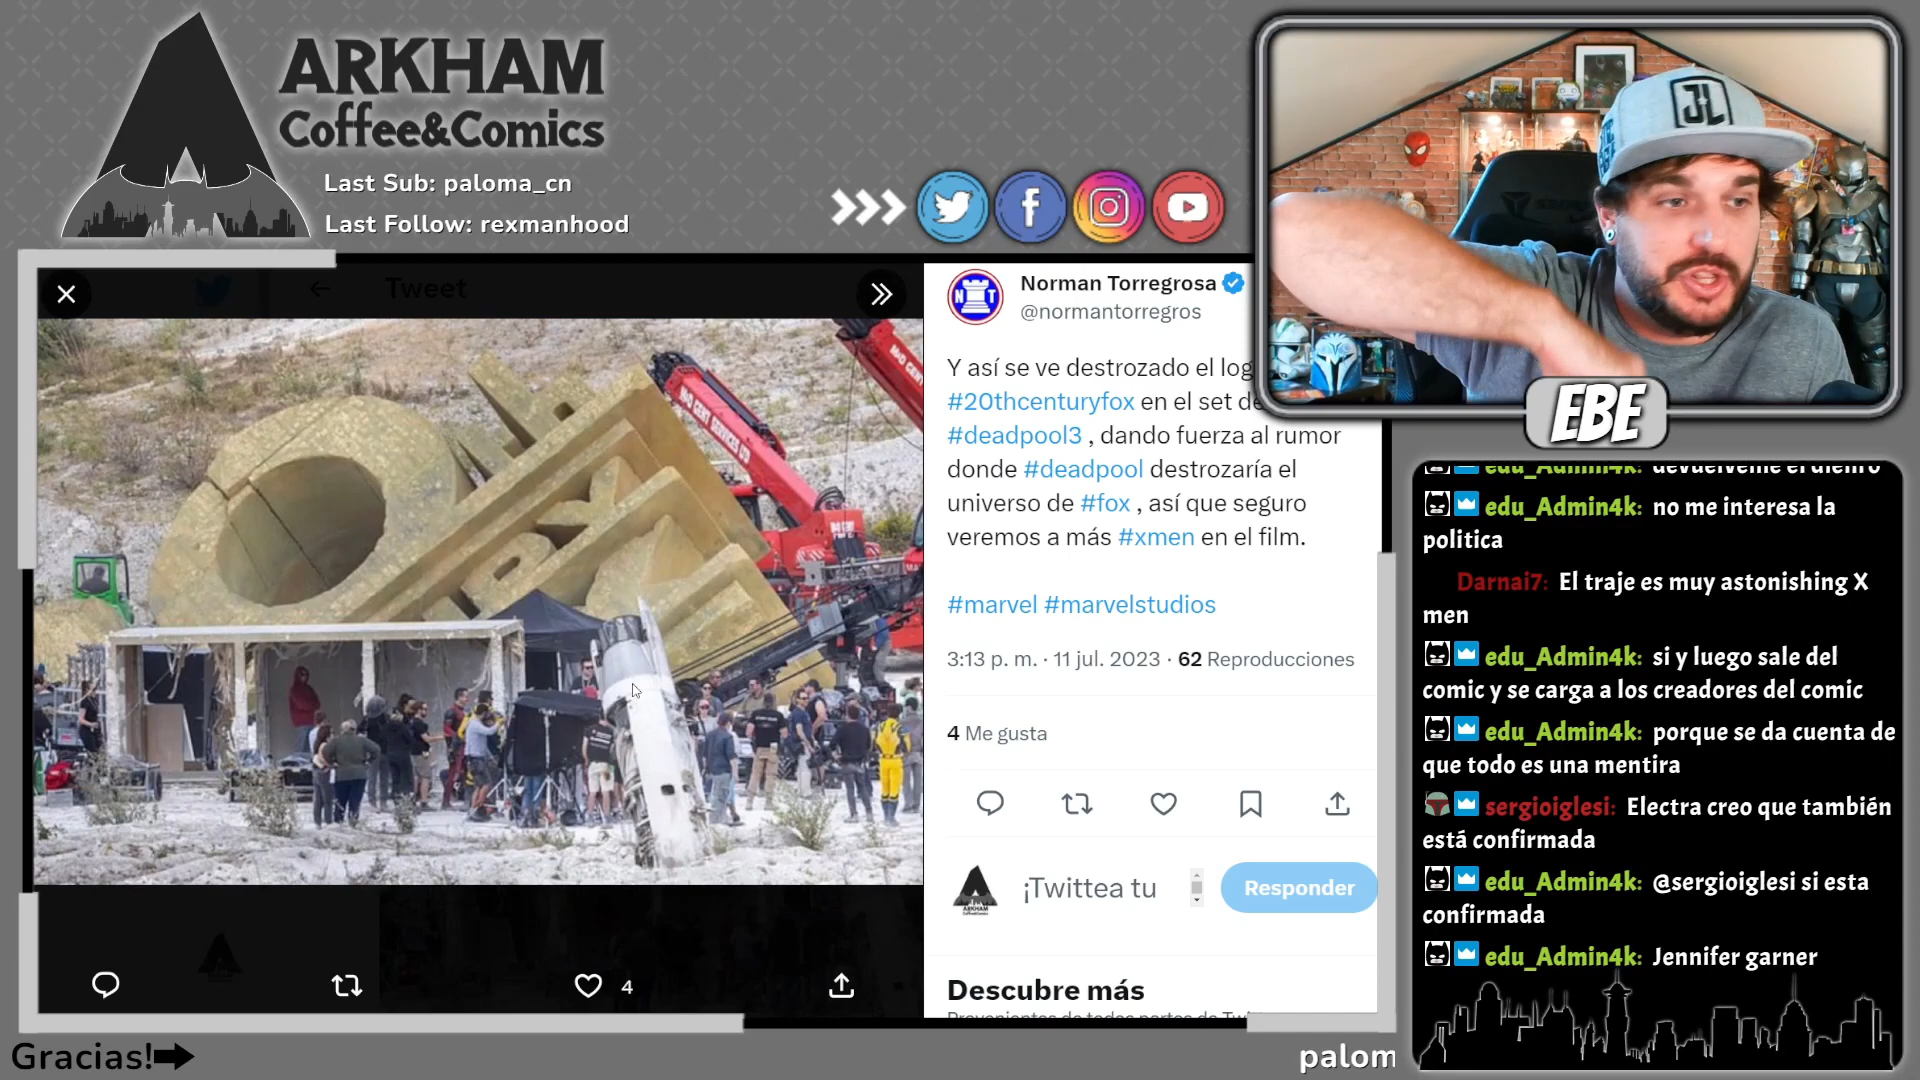 ARKHAM
Coffee&Comics
Last Sub: paloma_cn
Last Follow: rexmanhood
JL
EBE
Tweet
Norman Torregrosa
@normantorregros
Y así se ve destrozado el log
#20thcenturyfox en el set de
#deadpool3 , dando fuerza al rumor
donde #deadpool destrozaría el
universo de #fox , así que seguro
veremos a más #xmen en el film.
#marvel #marvelstudios
3:13 p. m. · 11 jul. 2023 · 62 Reproducciones
4 Me gusta
¡Twittea tu
Responder
ARKHAM
Descubre más
4
edu_Admin4k: devuelveme el dienro
edu_Admin4k: no me interesa la
politica
Darnai7: El traje es muy astonishing X
men
edu_Admin4k: si y luego sale del
comic y se carga a los creadores del comic
edu_Admin4k: porque se da cuenta de
que todo es una mentira
sergioiglesi: Electra creo que también
está confirmada
edu_Admin4k: @sergioiglesi si esta
confirmada
edu_Admin4k: Jennifer garner
Gracias!
palom